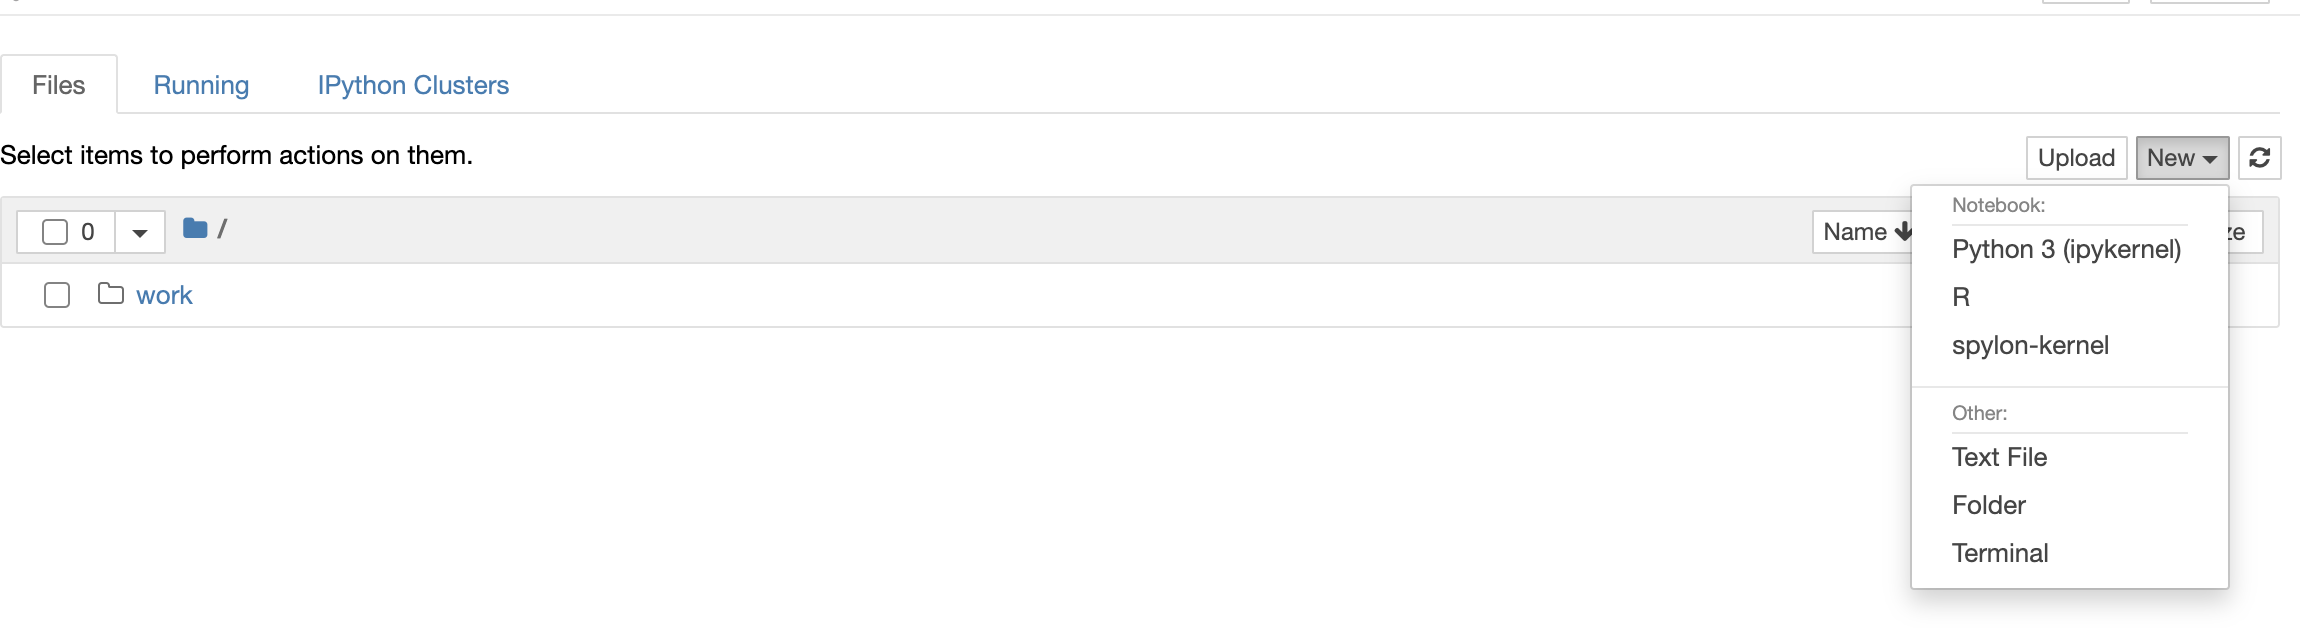 Files Running IPython Clusters
Select items to perform actions on them.
Upload New
0 / Name
work
Notebook:
Python 3 (ipykernel)
R
spylon-kernel
Other:
Text File
Folder
Terminal